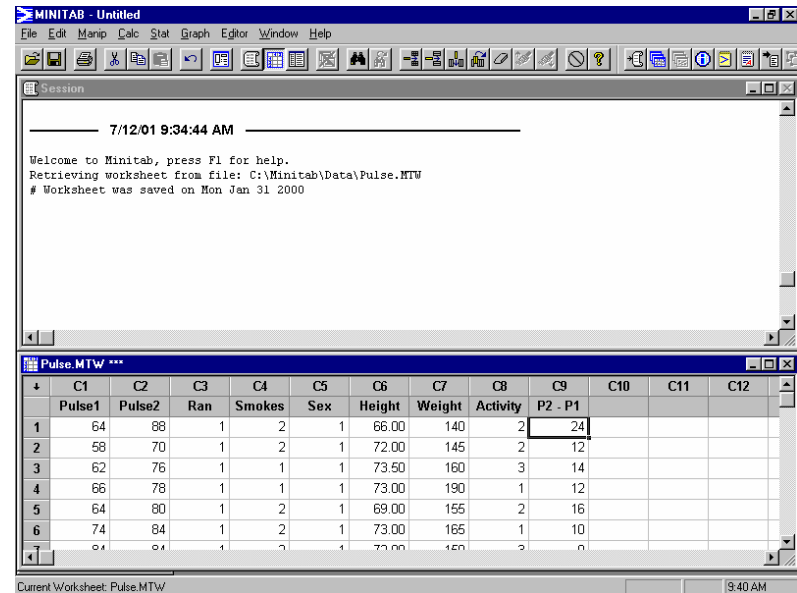 MINITAB - Untitled
File Edit Manip Calc Stat Graph Editor Window Help
Session
7/12/01 9:34:44 AM
Welcome to Minitab, press F1 for help.
Retrieving worksheet from file: C:\Minitab\Data\Pulse.MTW
# Worksheet was saved on Mon Jan 31 2000
Pulse.MTW ***
C1 C2 C3 C4 C5 C6 C7 C8 C9 C10 C11 C12
Pulse1 Pulse2 Ran Smokes Sex Height Weight Activity P2 - P1
1 64 88 1 2 1 66.00 140 2 24
2 58 70 1 2 1 72.00 145 2 12
3 62 76 1 1 1 73.50 160 3 14
4 66 78 1 1 1 73.00 190 1 12
5 64 80 1 2 1 69.00 155 2 16
6 74 84 1 2 1 73.00 165 1 10
Current Worksheet: Pulse.MTW 9:40 AM